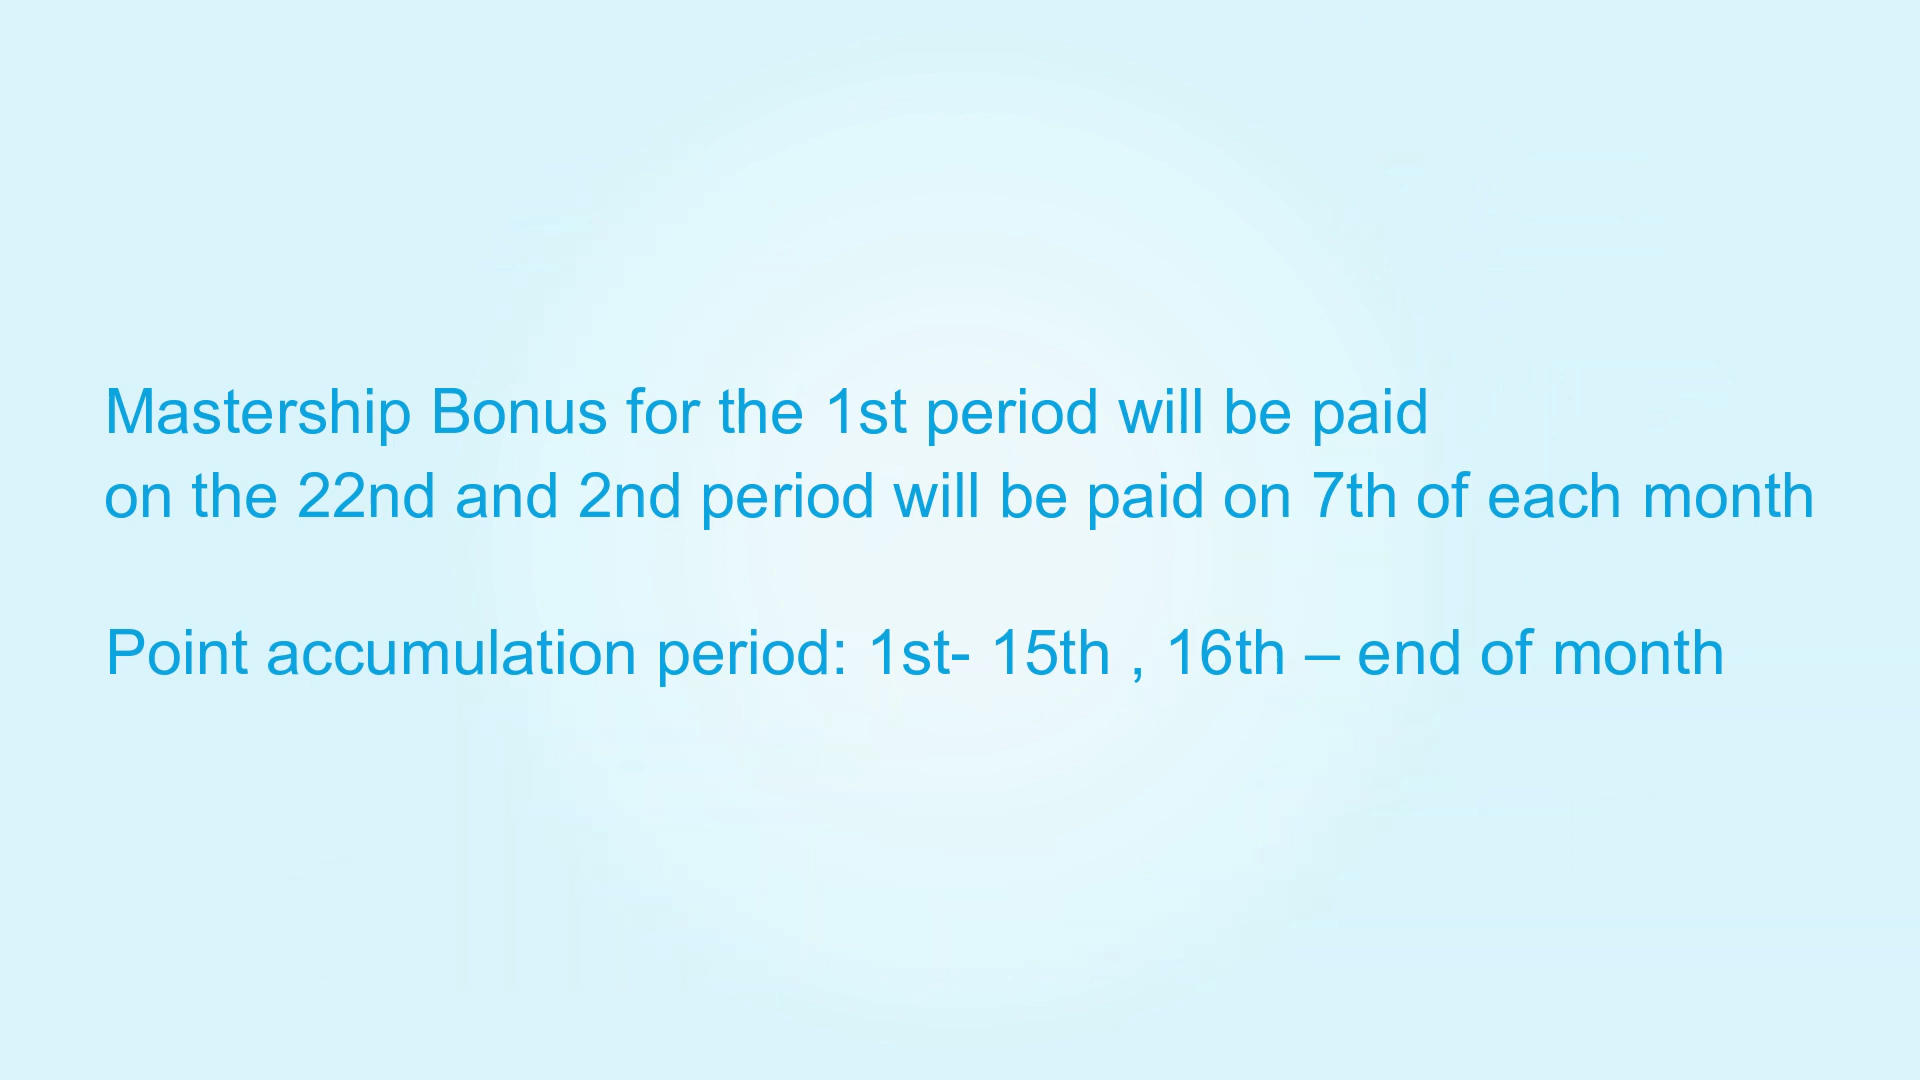 Mastership Bonus for the 1st period will be paid
on the 22nd and 2nd period will be paid on 7th of each month
Point accumulation period: 1st- 15th , 16th – end of month